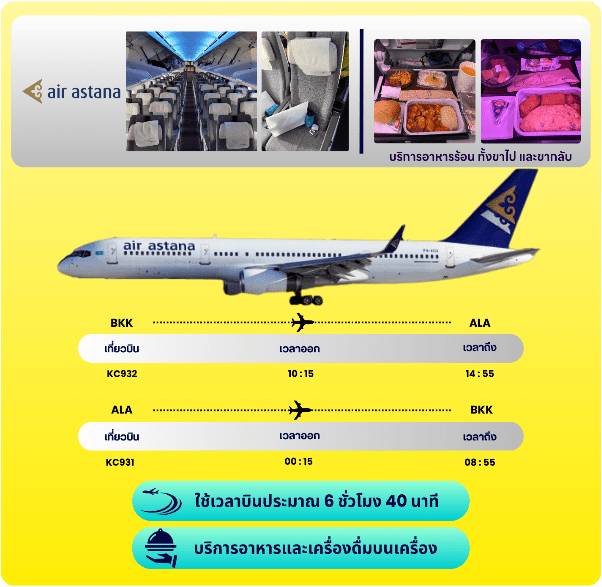 air astana
บริการอาหารร้อน ทั้งขาไป และขากลับ
air astana
BKK ALA
เที่ยวบิน เวลาออก เวลาถึง
KC932 10 : 15 14 : 55
ALA BKK
เที่ยวบิน เวลาออก เวลาถึง
KC931 00 : 15 08 : 55
ใช้เวลาบินประมาณ 6 ชั่วโมง 40 นาที
บริการอาหารและเครื่องดื่มบนเครื่อง